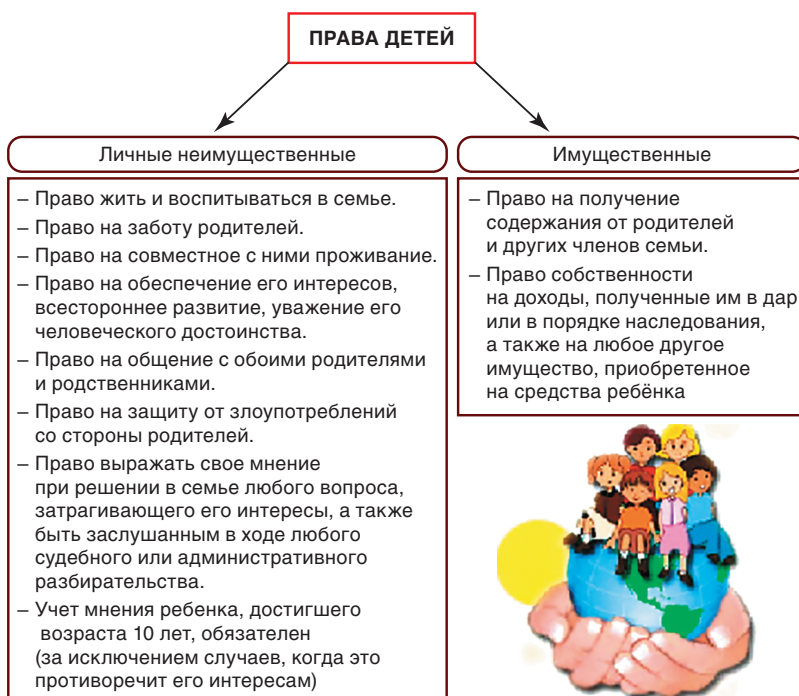 ПРАВА ДЕТЕЙ
Личные неимущественные
– Право жить и воспитываться в семье.
– Право на заботу родителей.
– Право на совместное с ними проживание.
– Право на обеспечение его интересов,
всестороннее развитие, уважение его
человеческого достоинства.
– Право на общение с обоими родителями
и родственниками.
– Право на защиту от злоупотреблений
со стороны родителей.
– Право выражать свое мнение
при решении в семье любого вопроса,
затрагивающего его интересы, а также
быть заслушанным в ходе любого
судебного или административного
разбирательства.
– Учет мнения ребенка, достигшего
возраста 10 лет, обязателен
(за исключением случаев, когда это
противоречит его интересам)
Имущественные
– Право на получение
содержания от родителей
и других членов семьи.
– Право собственности
на доходы, полученные им в дар
или в порядке наследования,
а также на любое другое
имущество, приобретенное
на средства ребёнка